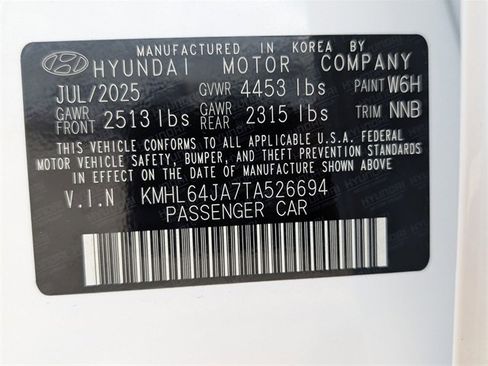 MANUFACTURED IN KOREA BY
HYUNDAI MOTOR COMPANY
JUL/2025 GVWR 4453 lbs PAINT W6H
GAWR FRONT 2513 lbs GAWR REAR 2315 lbs TRIM NNB
THIS VEHICLE CONFORMS TO ALL APPLICABLE U.S.A. FEDERAL
MOTOR VEHICLE SAFETY, BUMPER, AND THEFT PREVENTION STANDARDS
IN EFFECT ON THE DATE OF MANUFACTURE SHOWN ABOVE.
V.I.N KMHL64JA7TA526694
PASSENGER CAR